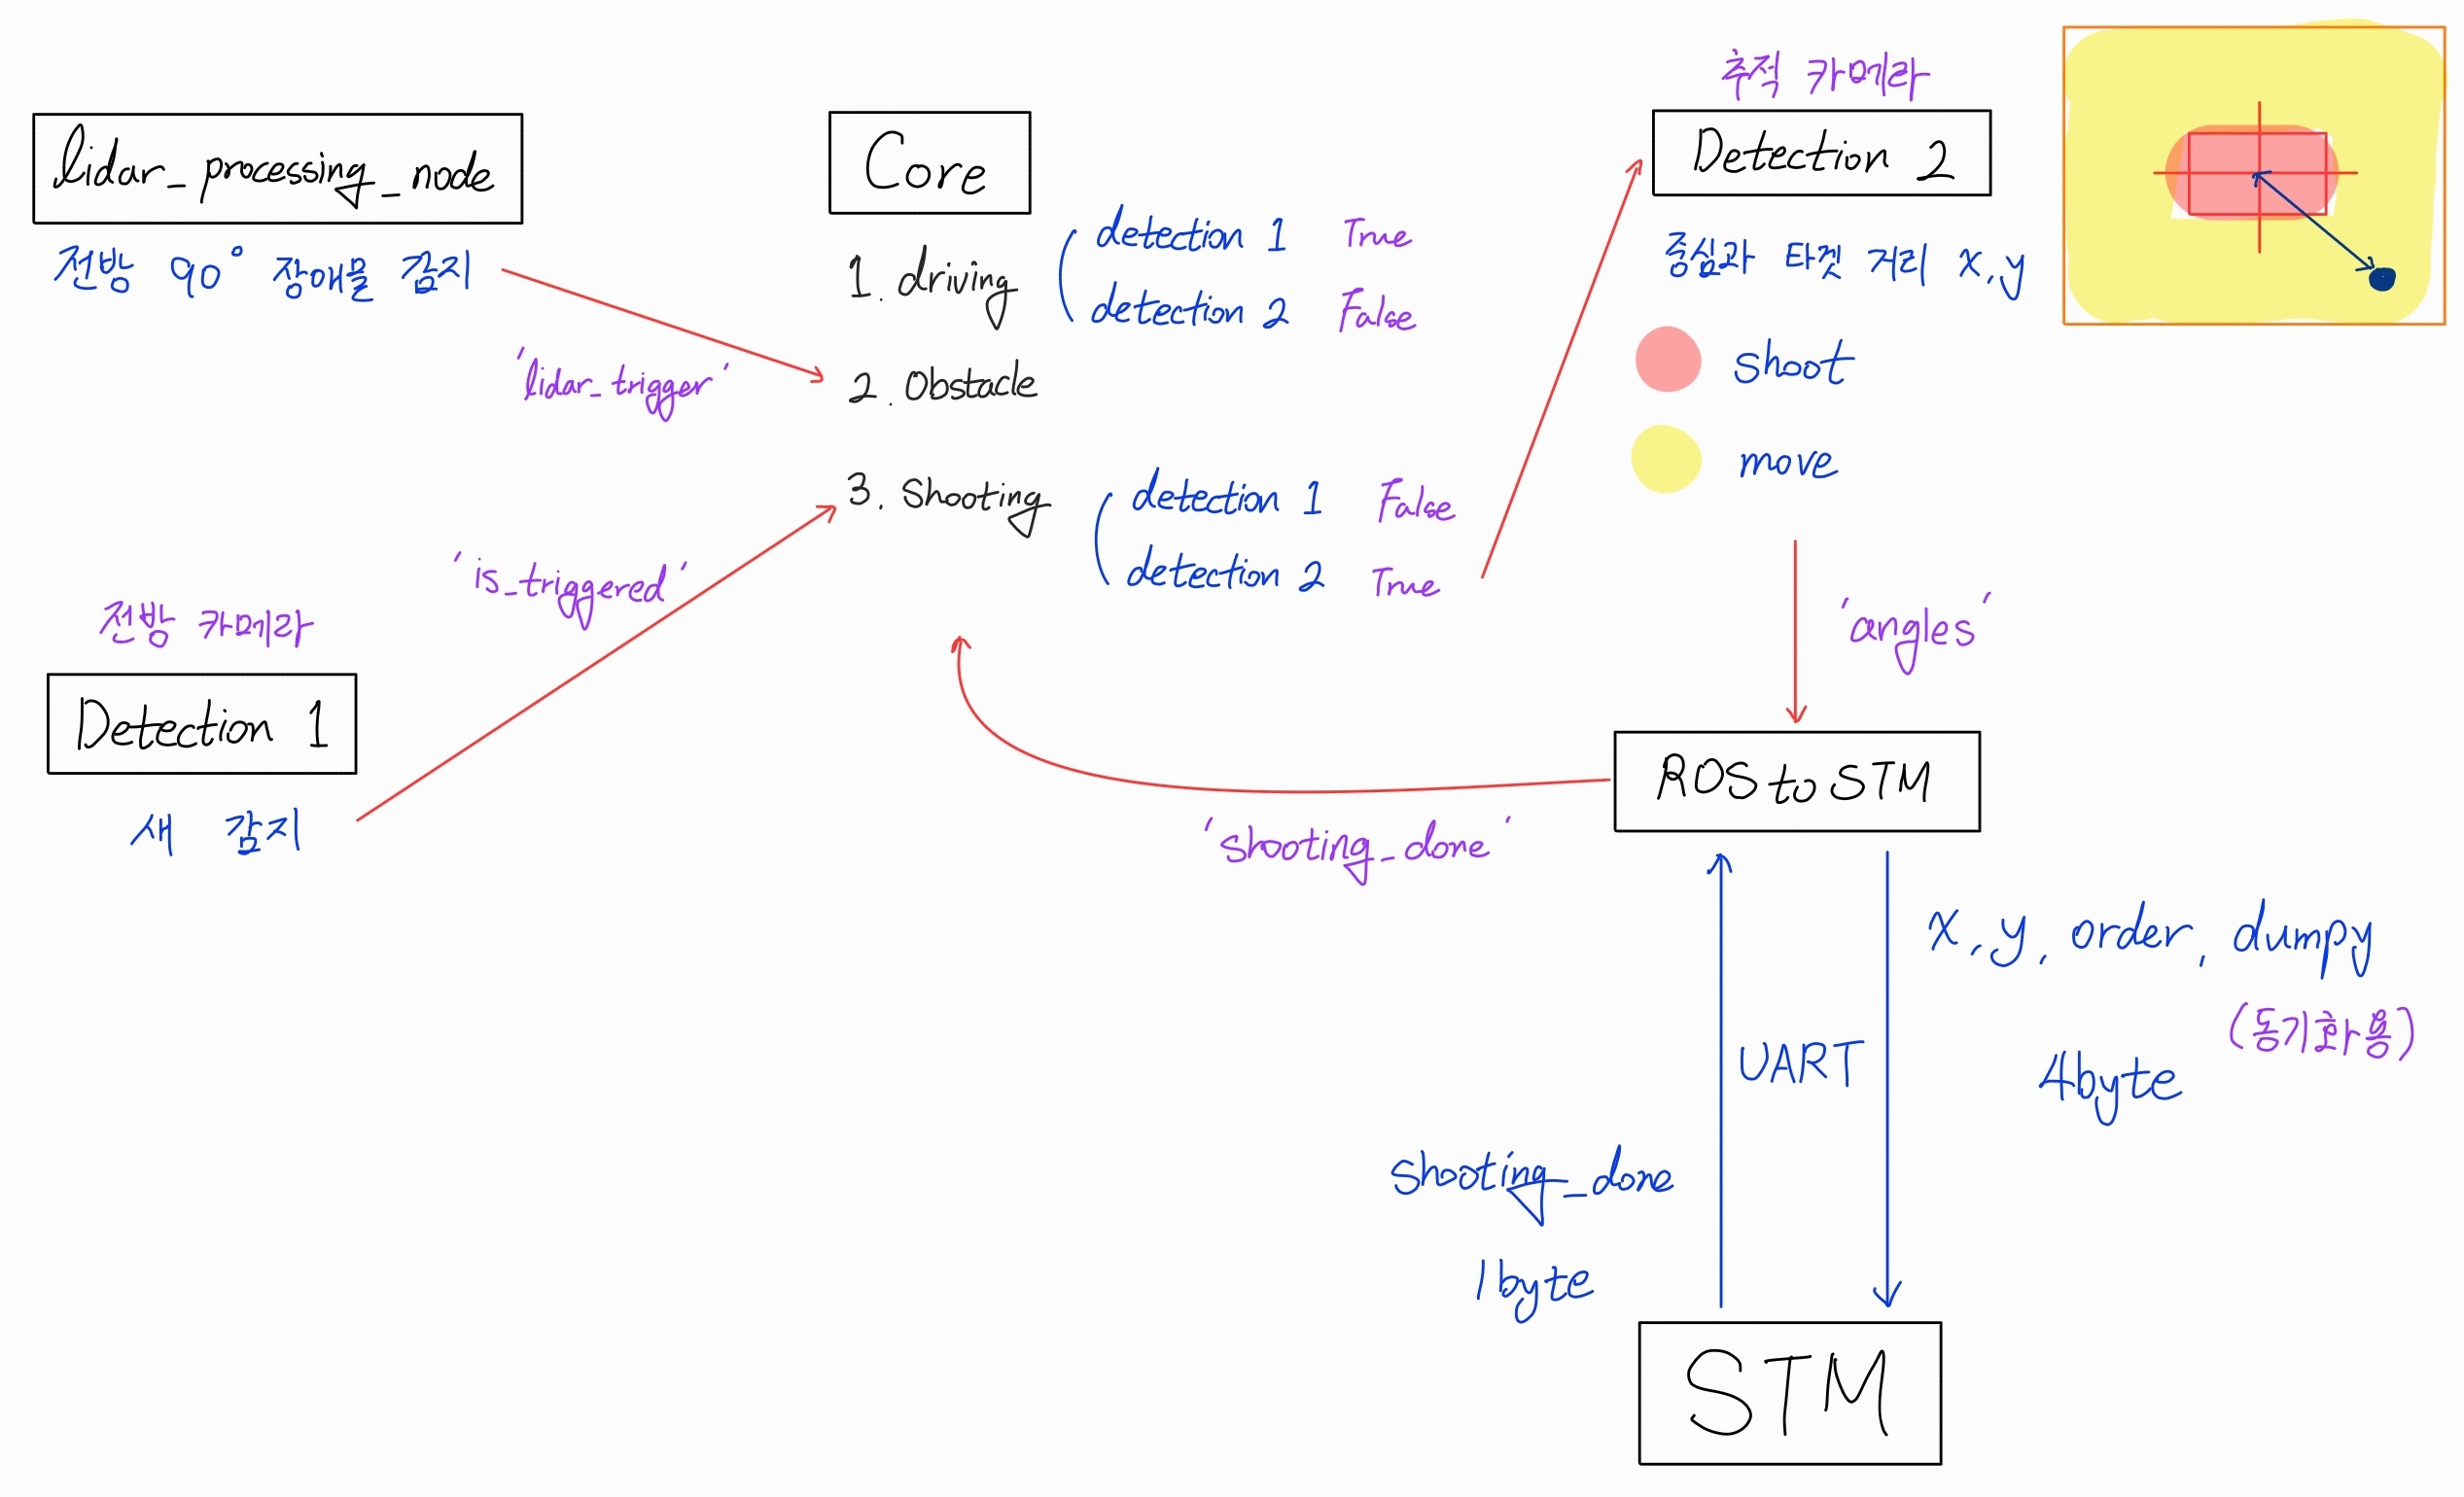 lidar_processing_node
전방 90° 장애물 감지
'lidar_trigger'
전방 카메라
Detection 1
새 감지
'is_triggered'
Core
1. driving
detection 1 True
detection 2 False
2. Obstacle
3. Shooting
detection 1 False
detection 2 True
추적 카메라
Detection 2
중심과 타겟 거리 x, y
shoot
move
'angles'
ROS to STM
'shooting_done'
x, y, order, dumpy
(동기화용)
4byte
UART
shooting_done
1byte
STM